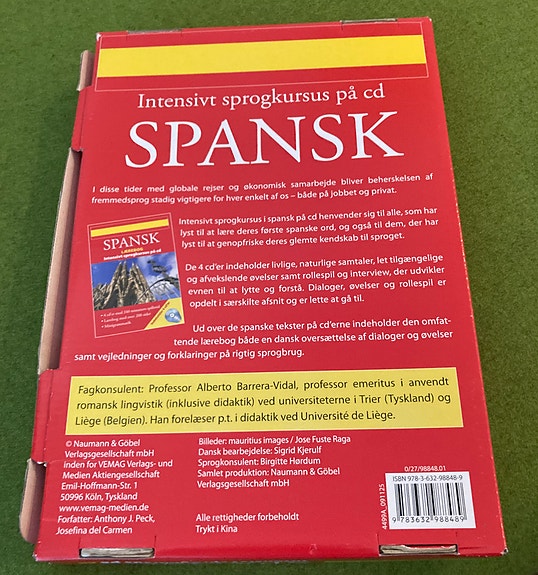 Intensivt sprogkursus på cd
SPANSK
I disse tider med globale rejser og økonomisk samarbejde bliver beherskelsen af
fremmedsprog stadig vigtigere for hver enkelt af os – både på jobbet og privat.
SPANSK
LÆREBOG
Intensivt sprogkursus på cd
Intensivt sprogkursus i spansk på cd henvender sig til alle, som har
lyst til at lære deres første spanske ord, og også til dem, der har
lyst til at genopfriske deres glemte kendskab til sproget.
De 4 cd'er indeholder livlige, naturlige samtaler, let tilgængelige
og afvekslende øvelser samt rollespil og interview, der udvikler
evnen til at lytte og forstå. Dialoger, øvelser og rollespil er
opdelt i særskilte afsnit og er lette at gå til.
Ud over de spanske tekster på cd'erne indeholder den omfat-
tende lærebog både en dansk oversættelse af dialoger og øvelser
samt vejledninger og forklaringer på rigtig sprogbrug.
Fagkonsulent: Professor Alberto Barrera-Vidal, professor emeritus i anvendt
romansk lingvistik (inklusive didaktik) ved universiteterne i Trier (Tyskland) og
Liège (Belgien). Han forelæser p.t. i didaktik ved Université de Liège.
© Naumann & Göbel
Verlagsgesellschaft mbH
inden for VEMAG Verlags- und
Medien Aktiengesellschaft
Emil-Hoffmann-Str. 1
50996 Köln, Tyskland
www.vemag-medien.de
Forfatter: Anthony J. Peck,
Josefina del Carmen
Billeder: mauritius images / Jose Fuste Raga
Dansk bearbejdelse: Sigrid Kjerulf
Sprogkonsulent: Birgitte Hørdum
Samlet produktion: Naumann & Göbel
Verlagsgesellschaft mbH
Alle rettigheder forbeholdt
Trykt i Kina
4499A_091125
0/27/98848.01
ISBN 978-3-632-98848-9
9 783632 988489